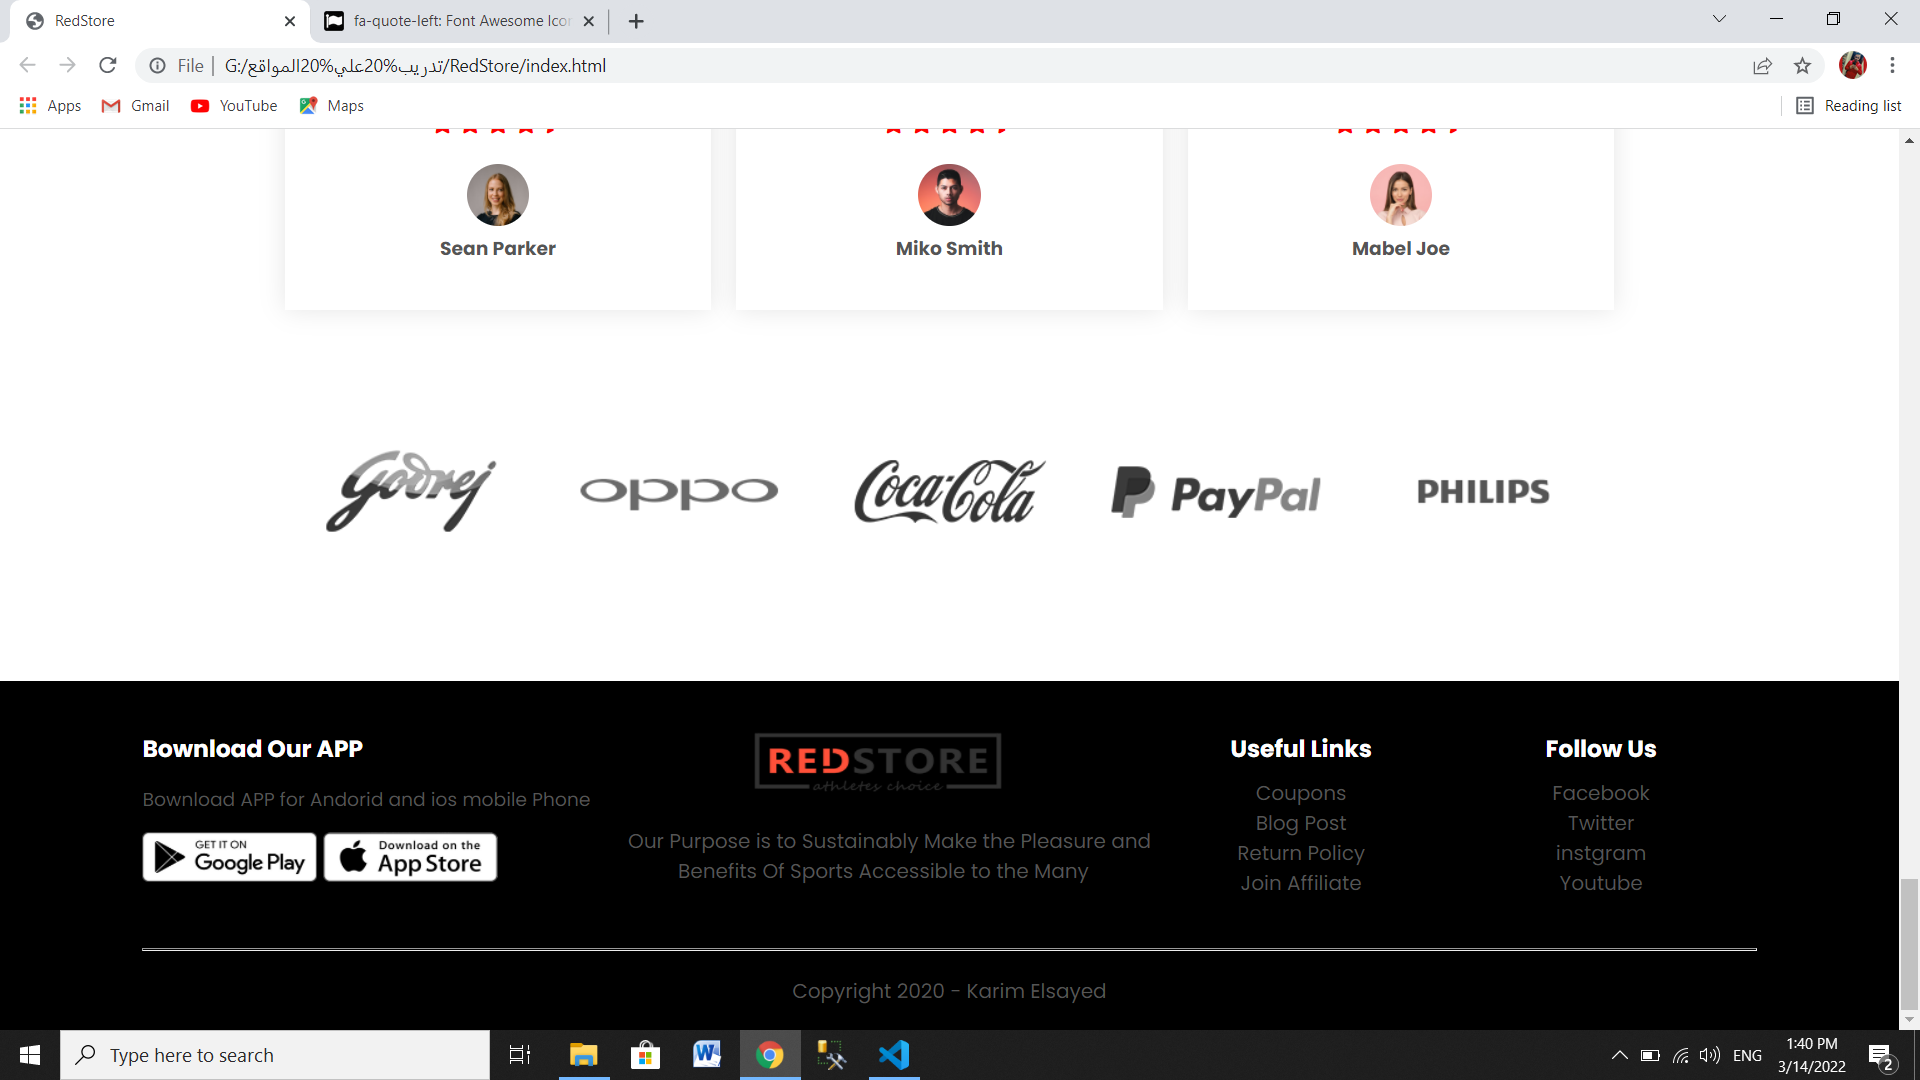 RedStore
fa-quote-left: Font Awesome Icon
File | G:/تدريب%20علي%20المواقع/RedStore/index.html
Apps Gmail YouTube Maps Reading list
Sean Parker Miko Smith Mabel Joe
Godrej oppo Coca-Cola PayPal PHILIPS
Bownload Our APP
Bownload APP for Andorid and ios mobile Phone
GET IT ON
Google Play
Download on the
App Store
REDSTORE
athletes choice
Our Purpose is to Sustainably Make the Pleasure and
Benefits Of Sports Accessible to the Many
Useful Links
Coupons
Blog Post
Return Policy
Join Affiliate
Follow Us
Facebook
Twitter
instgram
Youtube
Copyright 2020 - Karim Elsayed
Type here to search
ENG
1:40 PM
3/14/2022
2